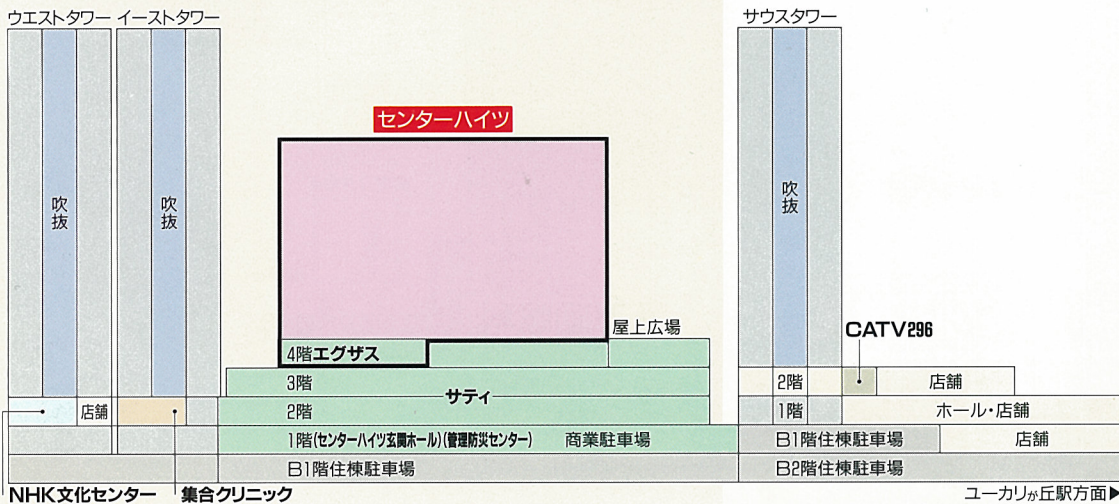 ウエストタワー イーストタワー
サウスタワー
センターハイツ
吹抜
吹抜
吹抜
屋上広場
CATV296
4階エグザス
3階
サティ
2階
店舗
2階
店舗
1階
ホール・店舗
1階(センターハイツ玄関ホール)(管理防災センター) 商業駐車場
B1階住棟駐車場
店舗
B1階住棟駐車場
B2階住棟駐車場
NHK文化センター 集合クリニック
ユーカリが丘駅方面▶